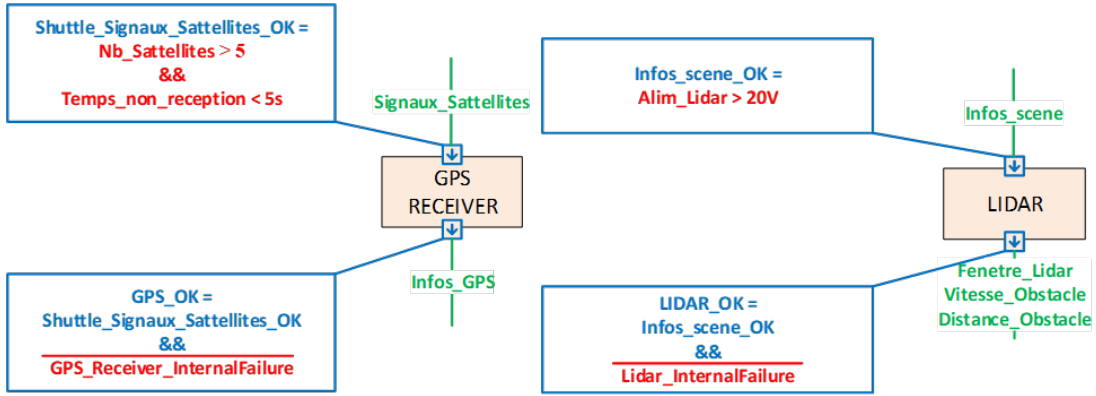 Shuttle_Signaux_Sattellites_OK =
Nb_Sattellites > 5
&&
Temps_non_reception < 5s
Signaux_Sattellites
GPS
RECEIVER
Infos_GPS
GPS_OK =
Shuttle_Signaux_Sattellites_OK
&&
GPS_Receiver_InternalFailure
Infos_scene_OK =
Alim_Lidar > 20V
Infos_scene
LIDAR
Fenetre_Lidar
Vitesse_Obstacle
Distance_Obstacle
LIDAR_OK =
Infos_scene_OK
&&
Lidar_InternalFailure